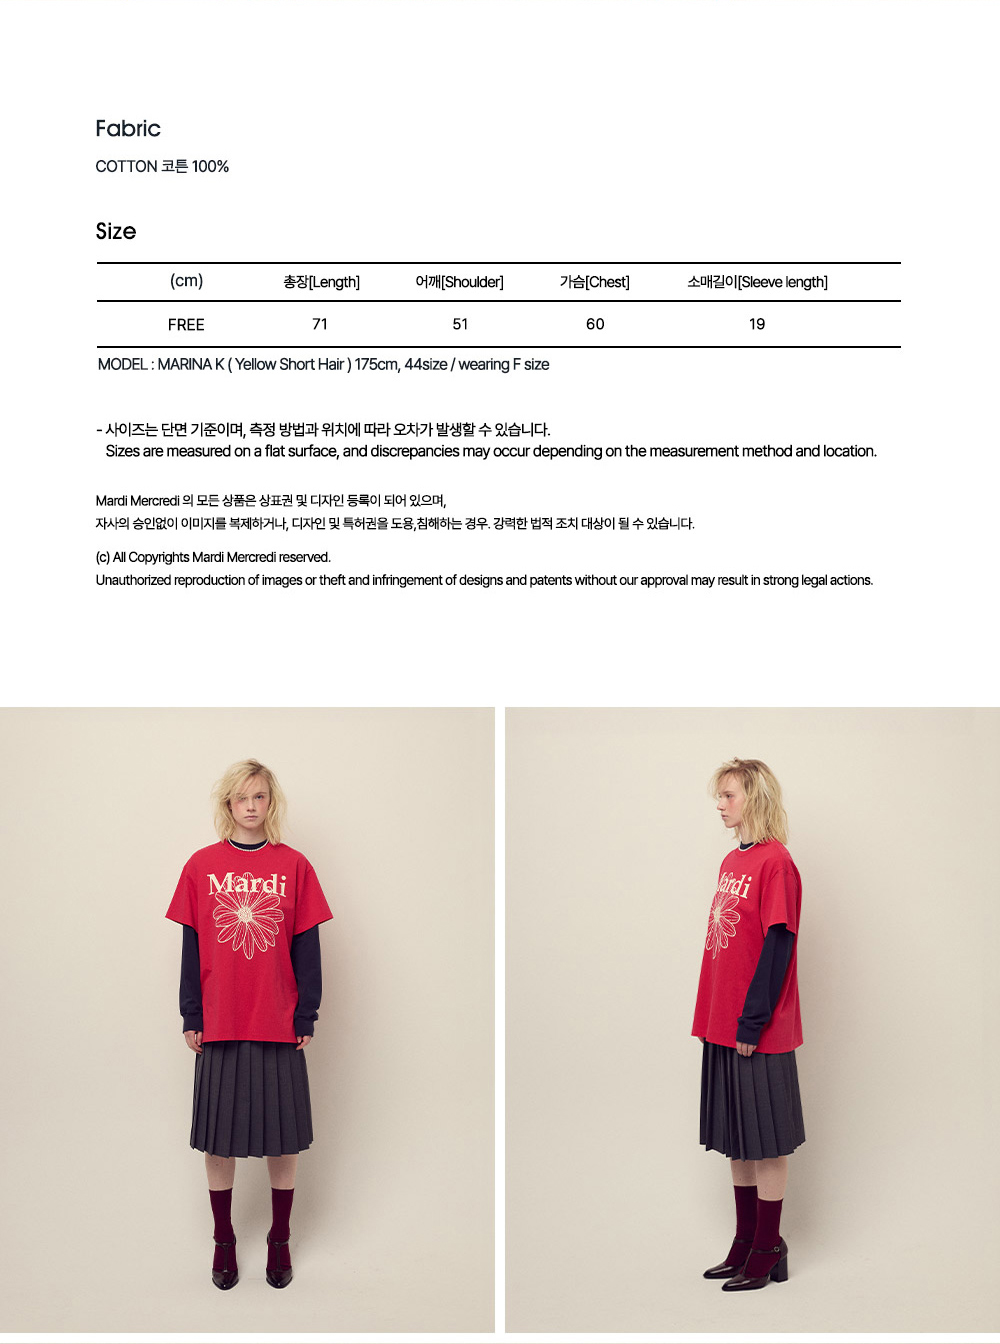 Fabric
COTTON 코튼 100%
Size
(cm) 총장[Length] 어깨[Shoulder] 가슴[Chest] 소매길이[Sleeve length]
FREE 71 51 60 19
MODEL : MARINA K ( Yellow Short Hair ) 175cm, 44size / wearing F size
- 사이즈는 단면 기준이며, 측정 방법과 위치에 따라 오차가 발생할 수 있습니다.
Sizes are measured on a flat surface, and discrepancies may occur depending on the measurement method and location.
Mardi Mercredi 의 모든 상품은 상표권 및 디자인 등록이 되어 있으며,
자사의 승인없이 이미지를 복제하거나, 디자인 및 특허권을 도용,침해하는 경우. 강력한 법적 조치 대상이 될 수 있습니다.
(c) All Copyrights Mardi Mercredi reserved.
Unauthorized reproduction of images or theft and infringement of designs and patents without our approval may result in strong legal actions.
Mardi
Mardi